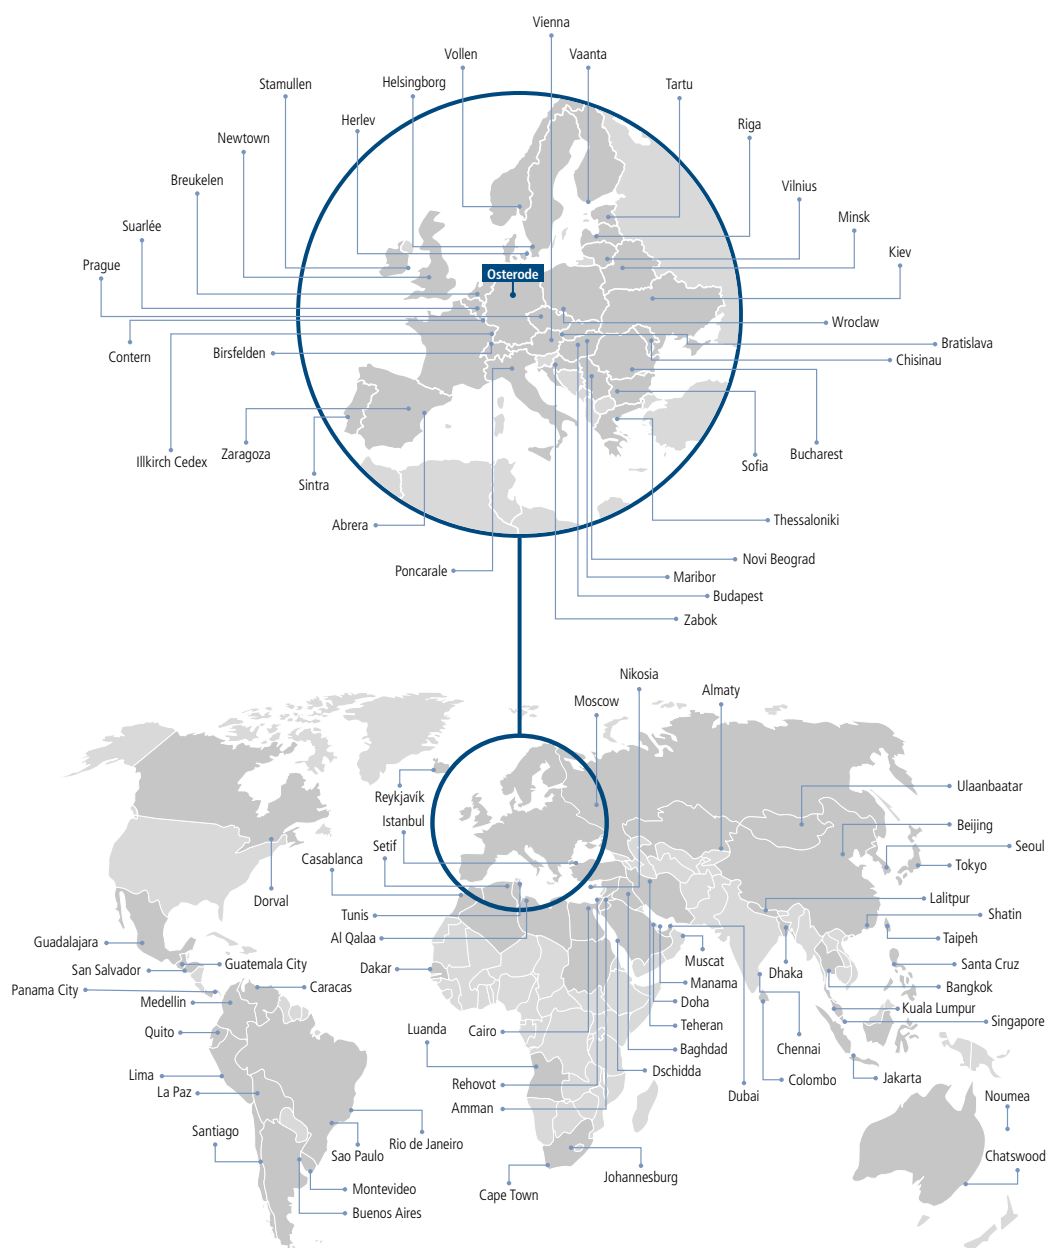 Vienna
Vollen
Vaanta
Stamullen
Helsingborg
Tartu
Herlev
Riga
Newtown
Breukelen
Vilnius
Suarlée
Minsk
Kiev
Prague
Osterode
Wroclaw
Contern
Birsfelden
Bratislava
Chisinau
Illkirch Cedex
Zaragoza
Sofia
Bucharest
Sintra
Abrera
Thessaloniki
Novi Beograd
Poncarale
Maribor
Budapest
Zabok
Nikosia
Moscow
Almaty
Reykjavík
Ulaanbaatar
Istanbul
Beijing
Setif
Seoul
Casablanca
Tokyo
Dorval
Lalitpur
Tunis
Shatin
Al Qalaa
Taipeh
Guadalajara
Guatemala City
Muscat
San Salvador
Dakar
Dhaka
Santa Cruz
Panama City
Caracas
Manama
Bangkok
Medellin
Doha
Kuala Lumpur
Quito
Luanda
Cairo
Teheran
Singapore
Baghdad
Chennai
Lima
Rehovot
Dschidda
Colombo
Jakarta
La Paz
Amman
Dubai
Noumea
Santiago
Rio de Janeiro
Sao Paulo
Chatswood
Johannesburg
Montevideo
Cape Town
Buenos Aires